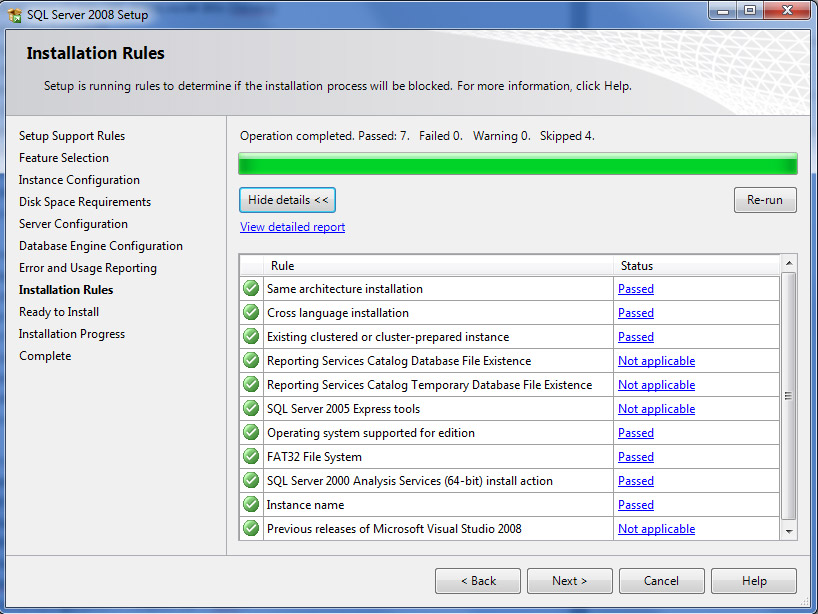 SQL Server 2008 Setup
Installation Rules
Setup is running rules to determine if the installation process will be blocked. For more information, click Help.
Setup Support Rules
Feature Selection
Instance Configuration
Disk Space Requirements
Server Configuration
Database Engine Configuration
Error and Usage Reporting
Installation Rules
Ready to Install
Installation Progress
Complete
Operation completed. Passed: 7.   Failed 0.   Warning 0.   Skipped 4.
Hide details <<
Re-run
View detailed report
Rule Status
Same architecture installation Passed
Cross language installation Passed
Existing clustered or cluster-prepared instance Passed
Reporting Services Catalog Database File Existence Not applicable
Reporting Services Catalog Temporary Database File Existence Not applicable
SQL Server 2005 Express tools Not applicable
Operating system supported for edition Passed
FAT32 File System Passed
SQL Server 2000 Analysis Services (64-bit) install action Passed
Instance name Passed
Previous releases of Microsoft Visual Studio 2008 Not applicable
< Back Next > Cancel Help